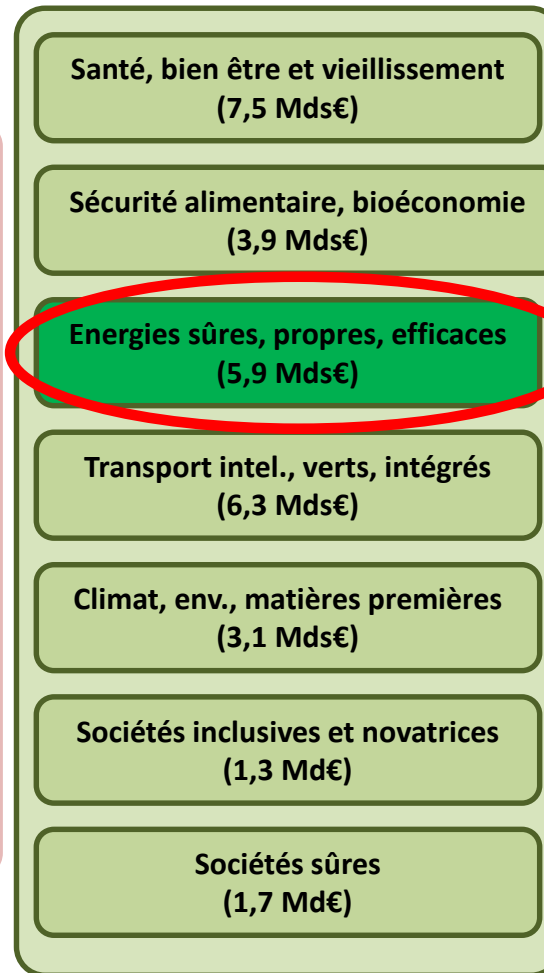 Santé, bien être et vieillissement
(7,5 Mds€)
Sécurité alimentaire, bioéconomie
(3,9 Mds€)
Energies sûres, propres, efficaces
(5,9 Mds€)
Transport intel., verts, intégrés
(6,3 Mds€)
Climat, env., matières premières
(3,1 Mds€)
Sociétés inclusives et novatrices
(1,3 Md€)
Sociétés sûres
(1,7 Md€)